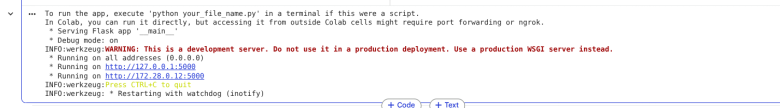 To run the app, execute 'python your_file_name.py' in a terminal if this were a script.
In Colab, you can run it directly, but accessing it from outside Colab cells might require port forwarding or ngrok.
 * Serving Flask app '__main__'
 * Debug mode: on
INFO:werkzeug:WARNING: This is a development server. Do not use it in a production deployment. Use a production WSGI server instead.
 * Running on all addresses (0.0.0.0)
 * Running on http://127.0.0.1:5000
 * Running on http://172.28.0.12:5000
INFO:werkzeug:Press CTRL+C to quit
INFO:werkzeug: * Restarting with watchdog (inotify)
+ Code + Text